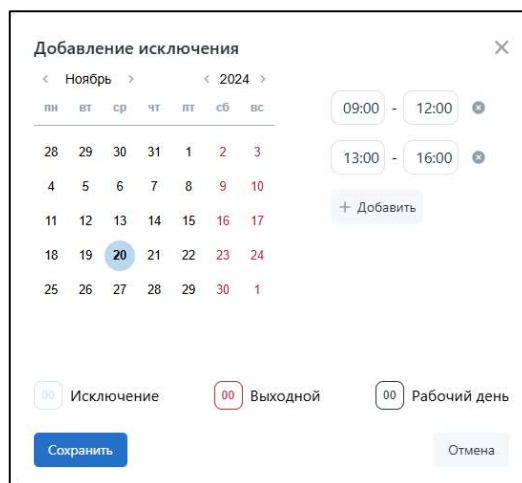 Добавление исключения
Ноябрь 2024
пн вт ср чт пт сб вс
28 29 30 31 1 2 3
4 5 6 7 8 9 10
11 12 13 14 15 16 17
18 19 20 21 22 23 24
25 26 27 28 29 30 1
09:00 - 12:00
13:00 - 16:00
+ Добавить
00 Исключение 00 Выходной 00 Рабочий день
Сохранить Отмена